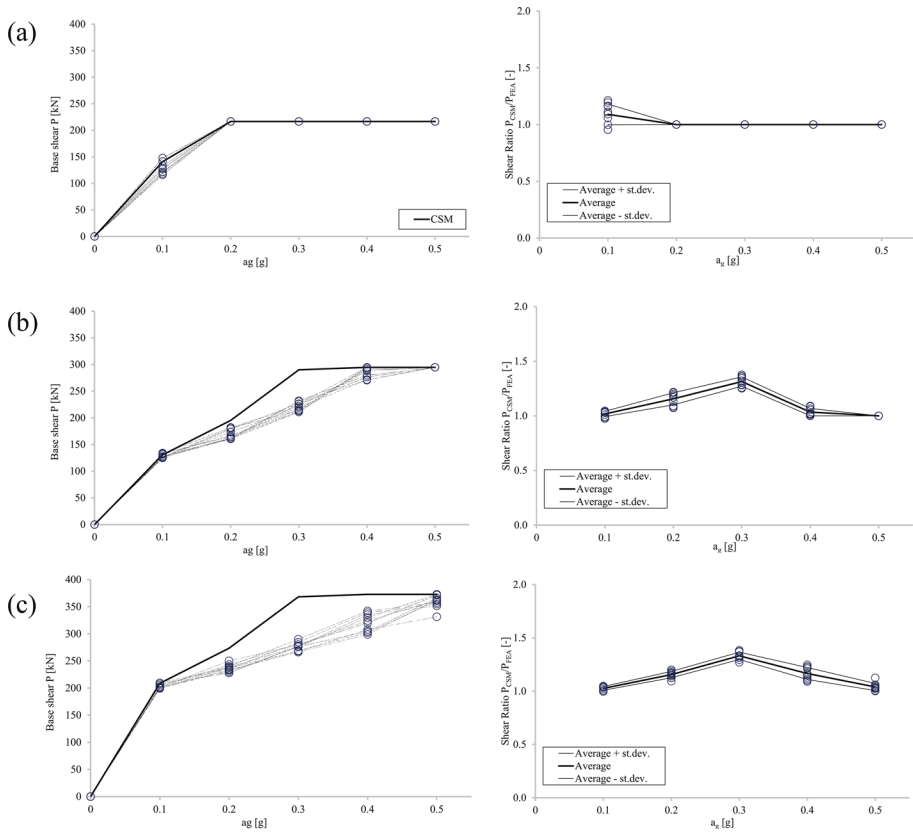 (a)
Base shear P [kN]
400
350
300
250
200
150
100
50
0
0 0.1 0.2 0.3 0.4 0.5
ag [g]
CSM
Shear Ratio PCSM/PFEA [-]
2.0
1.5
1.0
0.5
0.0
0 0.1 0.2 0.3 0.4 0.5
ag [g]
Average + st.dev.
Average
Average - st.dev.
(b)
Base shear P [kN]
400
350
300
250
200
150
100
50
0
0 0.1 0.2 0.3 0.4 0.5
ag [g]
Shear Ratio PCSM/PFEA [-]
2.0
1.5
1.0
0.5
0.0
0 0.1 0.2 0.3 0.4 0.5
ag [g]
Average + st.dev.
Average
Average - st.dev.
(c)
Base shear P [kN]
400
350
300
250
200
150
100
50
0
0 0.1 0.2 0.3 0.4 0.5
ag [g]
Shear Ratio PCSM/PFEA [-]
2.0
1.5
1.0
0.5
0.0
0 0.1 0.2 0.3 0.4 0.5
ag [g]
Average + st.dev.
Average
Average - st.dev.